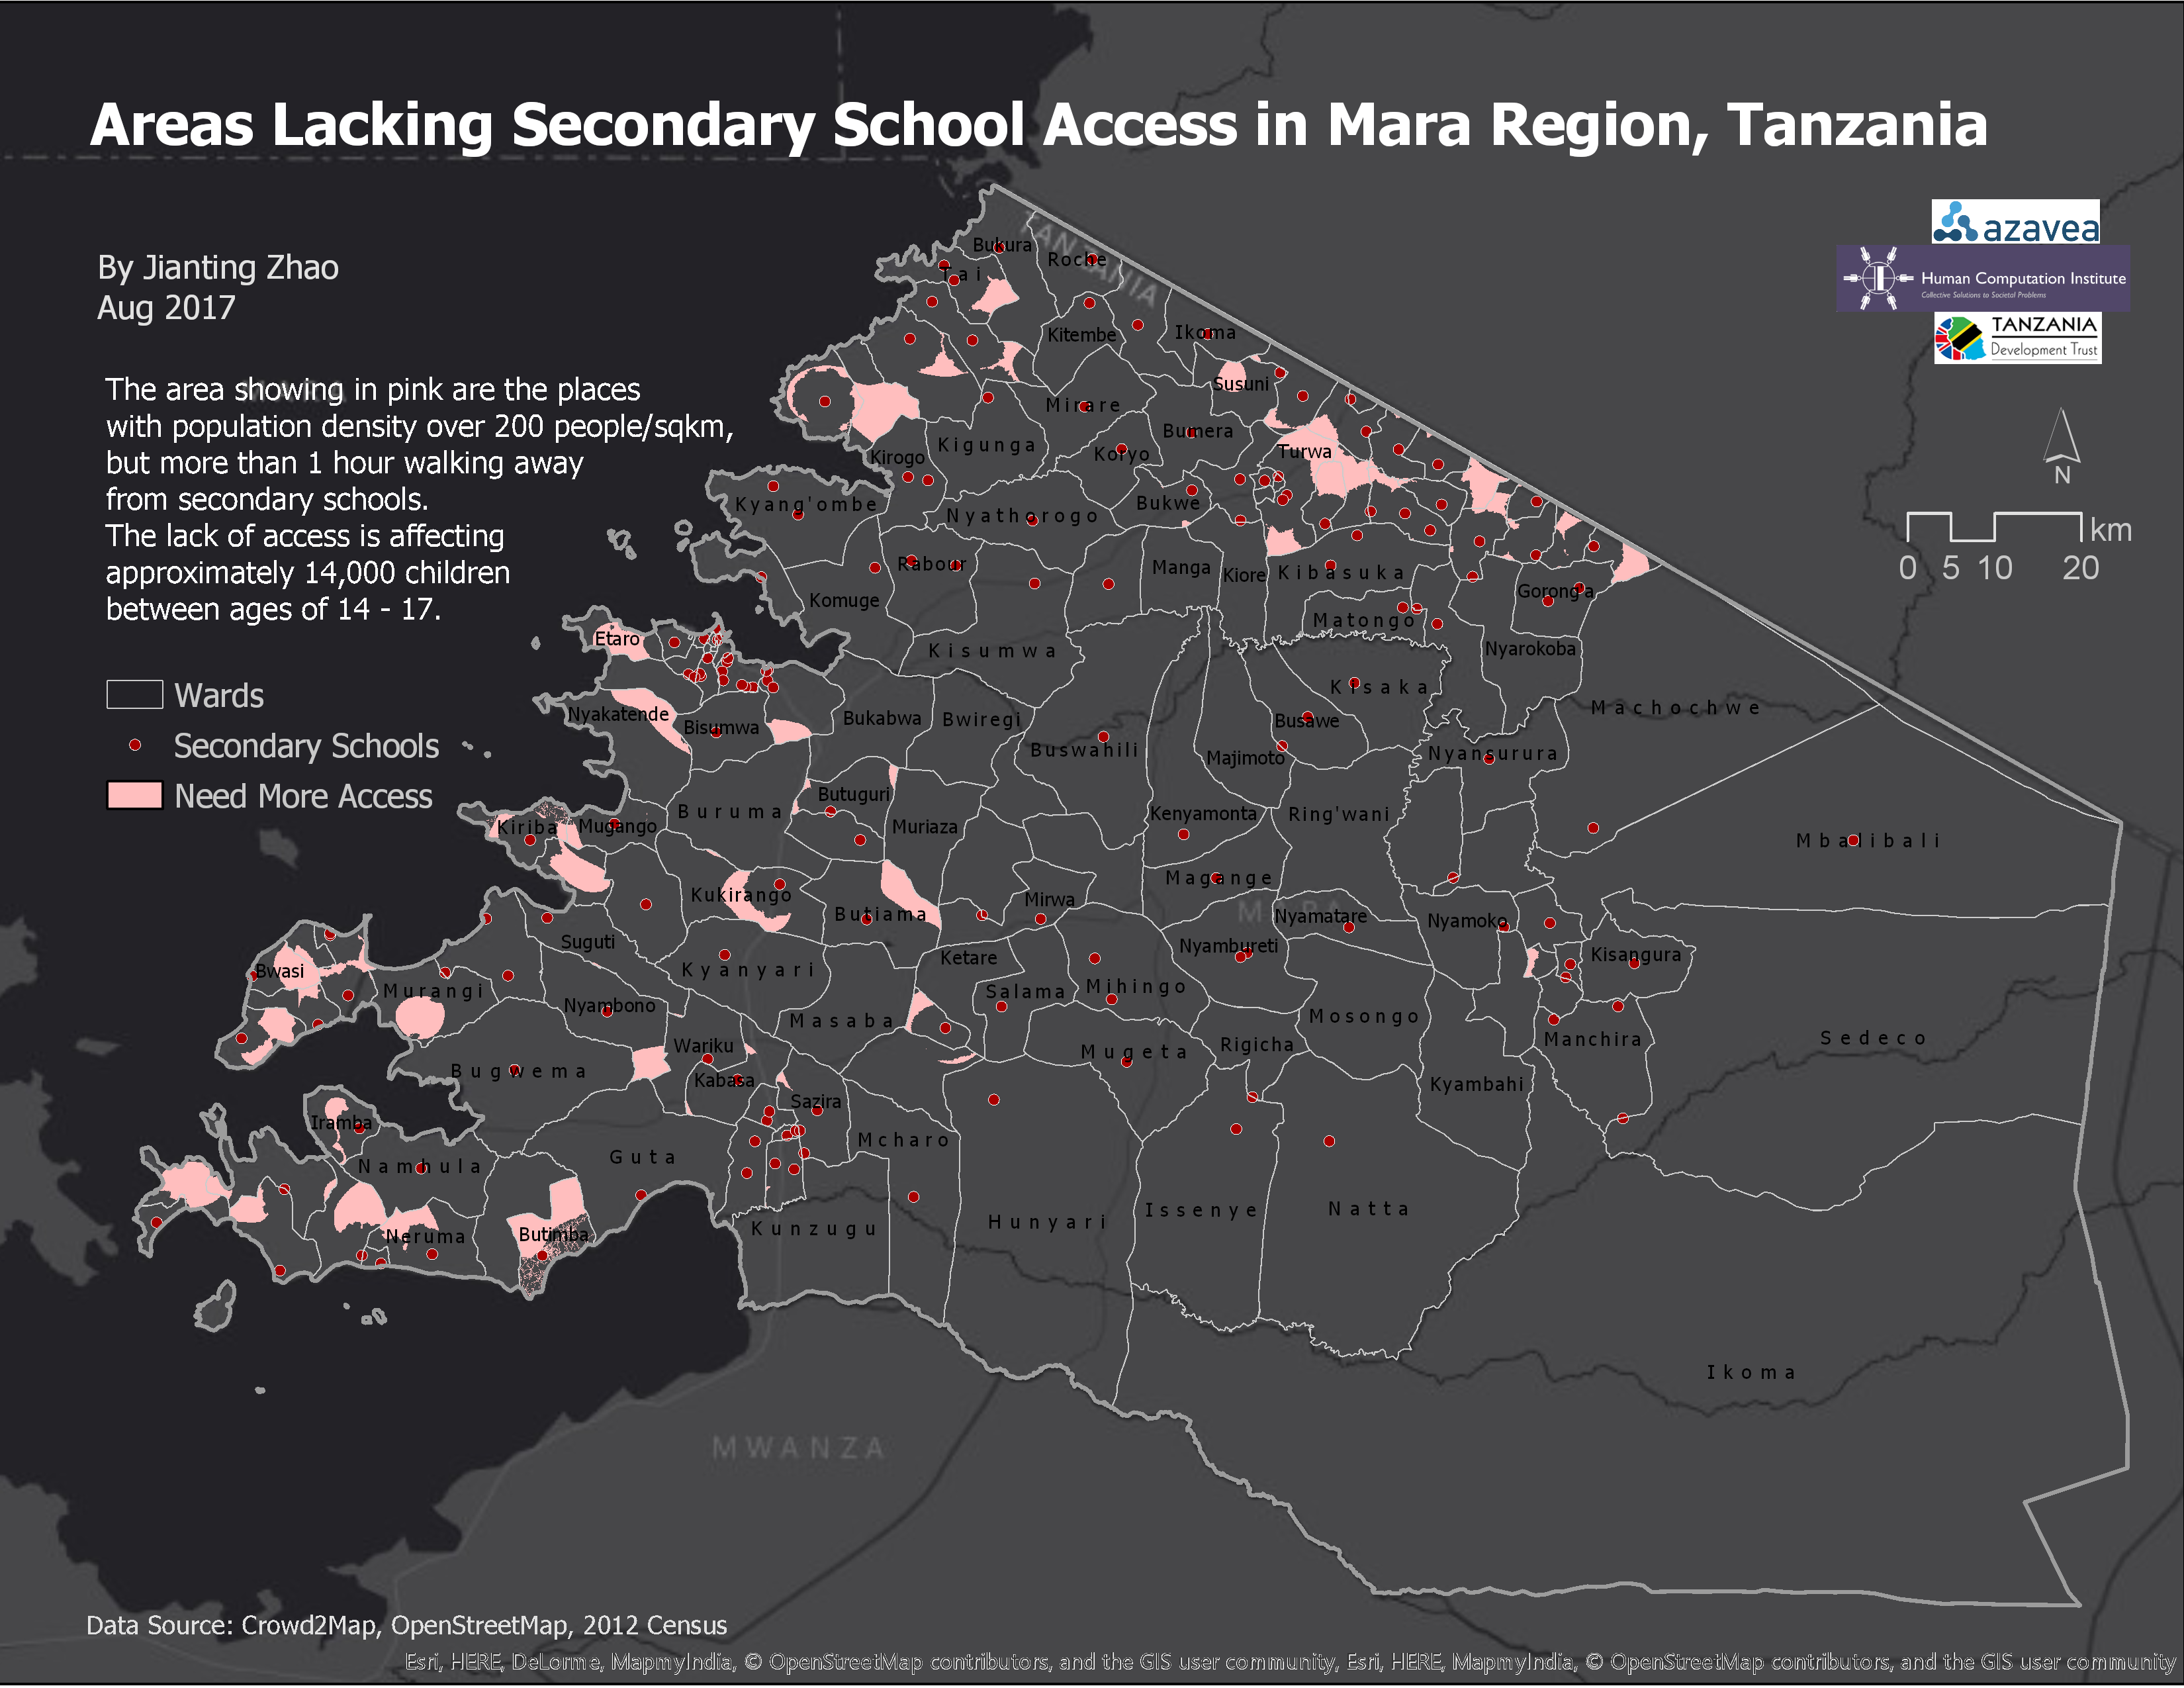 Areas Lacking Secondary School Access in Mara Region, Tanzania
By Jianting Zhao
Aug 2017
azavea
Human Computation Institute
Collective Solutions to Societal Problems
TANZANIA
Development Trust
The area showing in pink are the places
with population density over 200 people/sqkm,
but more than 1 hour walking away
from secondary schools.
The lack of access is affecting
approximately 14,000 children
between ages of 14 - 17.
Wards
Secondary Schools
Need More Access
N
km
0 5 10 20
TANZANIA
Bukura
Roche
Tai
Kitembe
Ikoma
Susuni
Mirare
Bumera
Kigunga
Koryo
Turwa
Kirogo
Kyang'ombe
Nyathorogo
Bukwe
Rabour
Manga
Kiore
Kibasuka
Gorong'a
Komuge
Matongo
Etaro
Kisumwa
Nyarokoba
Kisaka
Machochwe
Nyakatende
Bisumwa
Bukabwa
Bwiregi
Busawe
Buswahili
Majimoto
Nyansurura
Butuguri
Buruma
Kiriba
Mugango
Muriaza
Kenyamonta
Ring'wani
Mbalibali
Magange
Kukirango
Mirwa
Butiama
MARA
Nyamatare
Nyamoko
Suguti
Nyambureti
Ketare
Kisangura
Bwasi
Kyanyari
Murangi
Salama
Mihingo
Nyambono
Masaba
Mosongo
Sedeco
Manchira
Wariku
Mugeta
Rigicha
Bugwema
Kabasa
Kyambahi
Sazira
Iramba
Mcharo
Guta
Namhula
Issenye
Natta
Hunyari
Kunzugu
Neruma
Butimba
Ikoma
MWANZA
Data Source: Crowd2Map, OpenStreetMap, 2012 Census
Esri, HERE, DeLorme, MapmyIndia, © OpenStreetMap contributors, and the GIS user community, Esri, HERE, MapmyIndia, © OpenStreetMap contributors, and the GIS user community